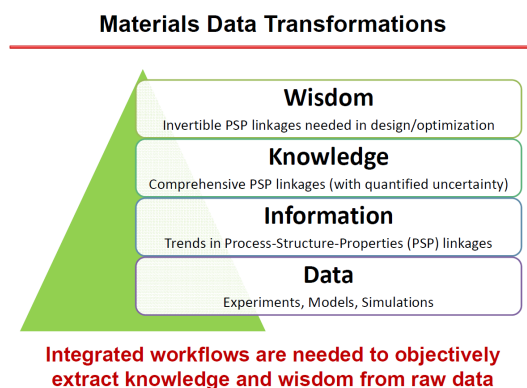 Materials Data Transformations
Wisdom
Invertible PSP linkages needed in design/optimization
Knowledge
Comprehensive PSP linkages (with quantified uncertainty)
Information
Trends in Process-Structure-Properties (PSP) linkages
Data
Experiments, Models, Simulations
Integrated workflows are needed to objectively
extract knowledge and wisdom from raw data